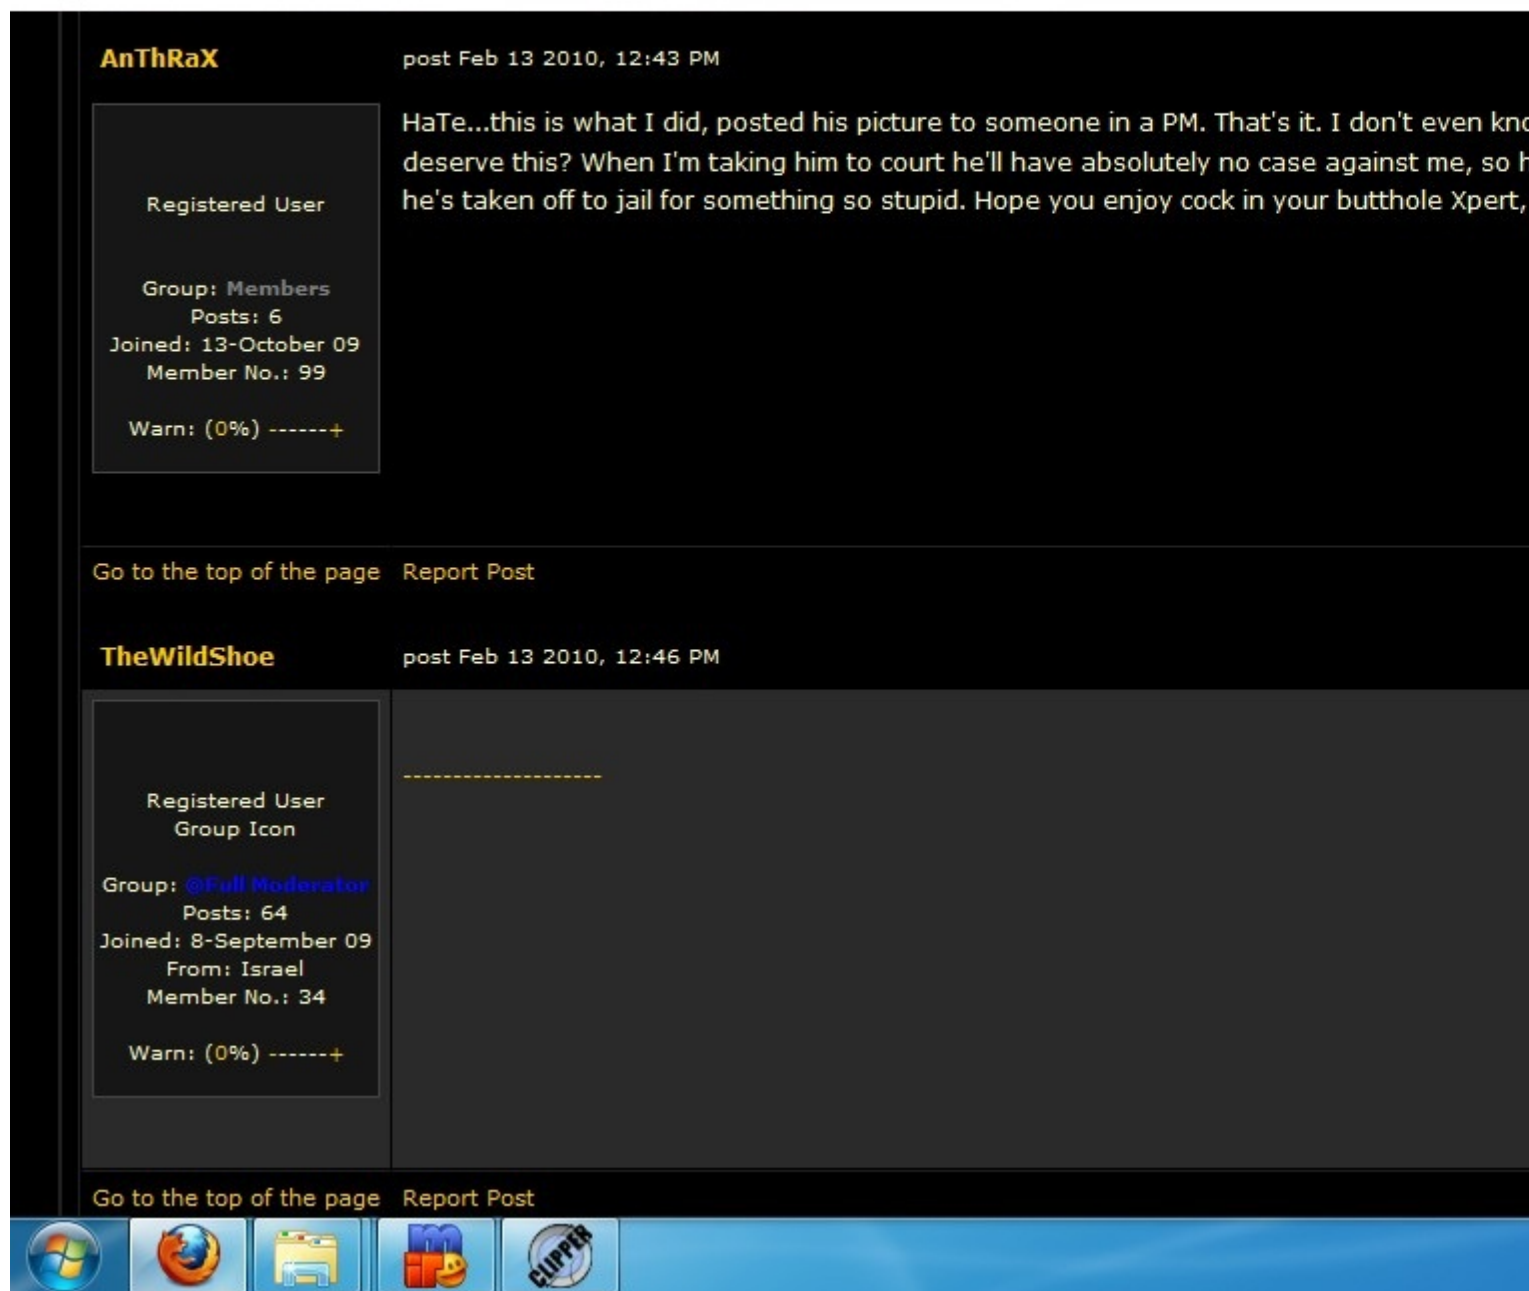 AnThRaX
post Feb 13 2010, 12:43 PM
HaTe...this is what I did, posted his picture to someone in a PM. That's it. I don't even
deserve this? When I'm taking him to court he'll have absolutely no case against me, so
he's taken off to jail for something so stupid. Hope you enjoy cock in your butthole Xpert,
Registered User
Group: Members
Posts: 6
Joined: 13-October 09
Member No.: 99
Warn: (0%) ------+
Go to the top of the page Report Post
TheWildShoe
post Feb 13 2010, 12:46 PM
--------------------
Registered User
Group Icon
Group: @Full Moderator
Posts: 64
Joined: 8-September 09
From: Israel
Member No.: 34
Warn: (0%) ------+
Go to the top of the page Report Post
CLIPPER